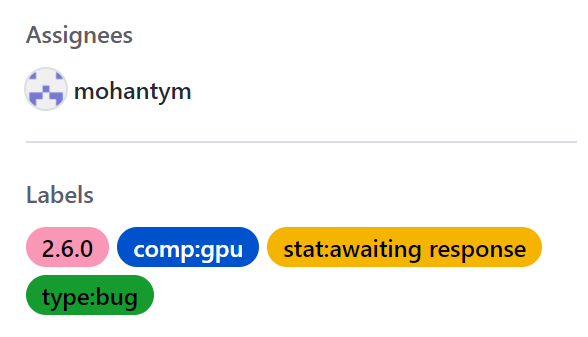 Assignees
mohantym
Labels
2.6.0 comp:gpu stat:awaiting response
type:bug